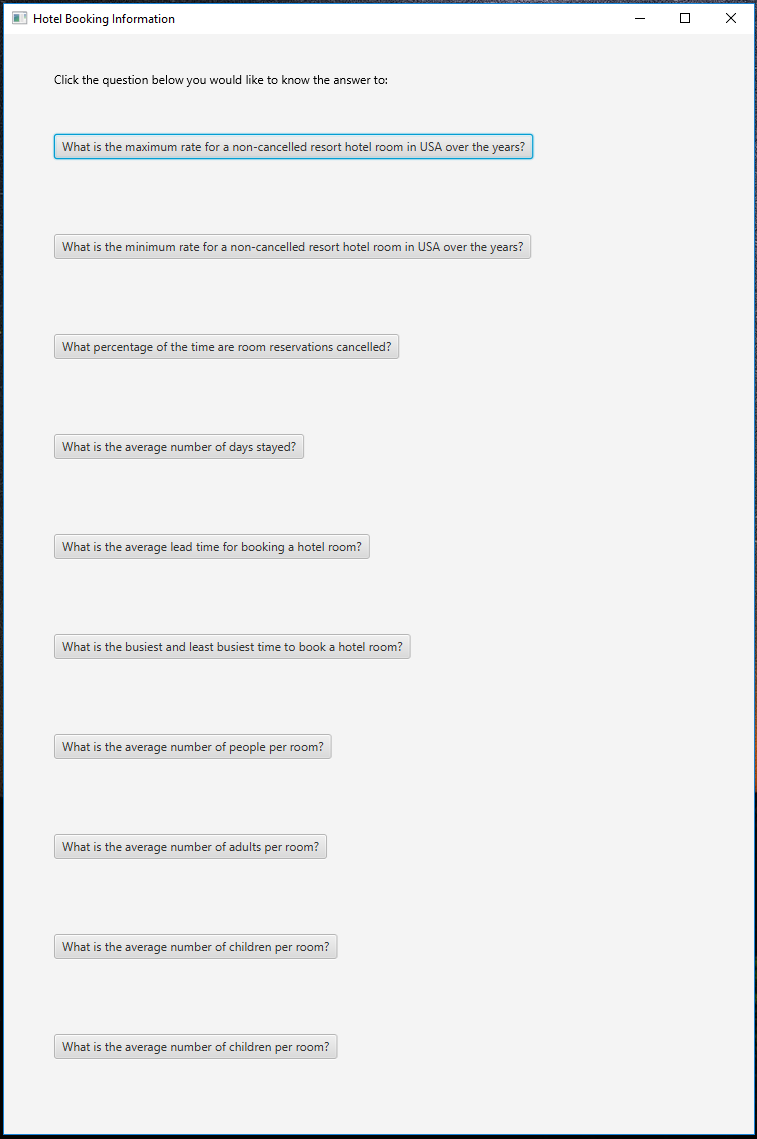 Hotel Booking Information
Click the question below you would like to know the answer to:
What is the maximum rate for a non-cancelled resort hotel room in USA over the years?
What is the minimum rate for a non-cancelled resort hotel room in USA over the years?
What percentage of the time are room reservations cancelled?
What is the average number of days stayed?
What is the average lead time for booking a hotel room?
What is the busiest and least busiest time to book a hotel room?
What is the average number of people per room?
What is the average number of adults per room?
What is the average number of children per room?
What is the average number of children per room?